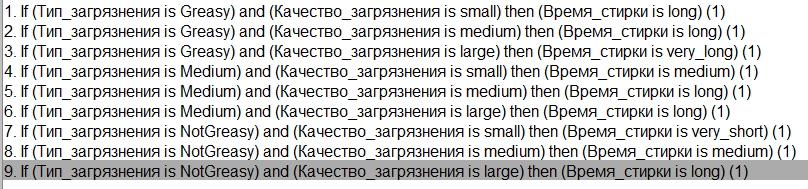 1. If (Тип_загрязнения is Greasy) and (Качество_загрязнения is small) then (Время_стирки is long) (1)
2. If (Тип_загрязнения is Greasy) and (Качество_загрязнения is medium) then (Время_стирки is long) (1)
3. If (Тип_загрязнения is Greasy) and (Качество_загрязнения is large) then (Время_стирки is very_long) (1)
4. If (Тип_загрязнения is Medium) and (Качество_загрязнения is small) then (Время_стирки is medium) (1)
5. If (Тип_загрязнения is Medium) and (Качество_загрязнения is medium) then (Время_стирки is long) (1)
6. If (Тип_загрязнения is Medium) and (Качество_загрязнения is large) then (Время_стирки is long) (1)
7. If (Тип_загрязнения is NotGreasy) and (Качество_загрязнения is small) then (Время_стирки is very_short) (1)
8. If (Тип_загрязнения is NotGreasy) and (Качество_загрязнения is medium) then (Время_стирки is medium) (1)
9. If (Тип_загрязнения is NotGreasy) and (Качество_загрязнения is large) then (Время_стирки is long) (1)